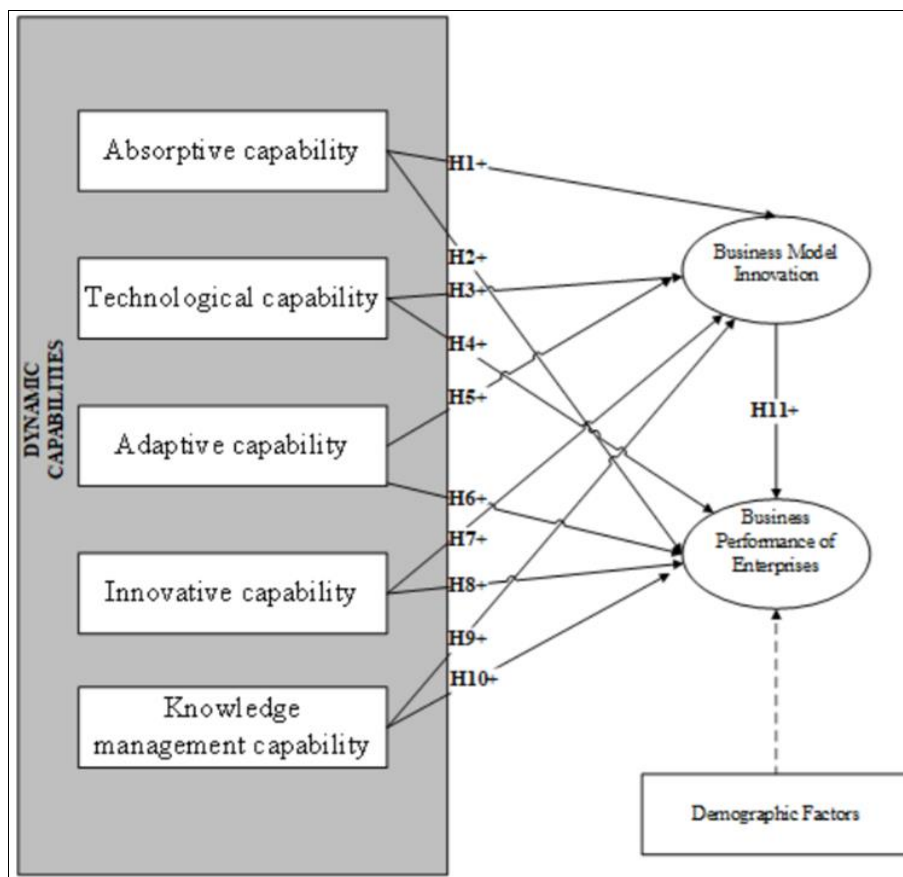 DYNAMIC
CAPABILITIES
Absorptive capability
Technological capability
Adaptive capability
Innovative capability
Knowledge
management capability
H1+
H2+
H3+
H4+
H5+
H6+
H7+
H8+
H9+
H10+
Business Model
Innovation
H11+
Business
Performance of
Enterprises
Demographic Factors